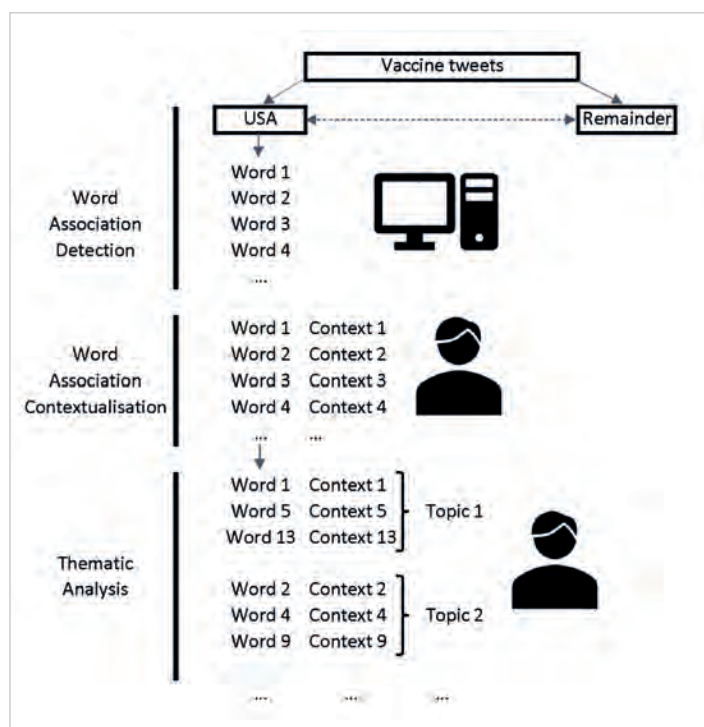 Vaccine tweets
USA
Remainder
Word Association Detection
Word 1
Word 2
Word 3
Word 4
....
Word Association Contextualisation
Word 1 Context 1
Word 2 Context 2
Word 3 Context 3
Word 4 Context 4
... ...
Thematic Analysis
Word 1 Context 1
Word 5 Context 5
Word 13 Context 13
Topic 1
Word 2 Context 2
Word 4 Context 4
Word 9 Context 9
Topic 2
... ... ...